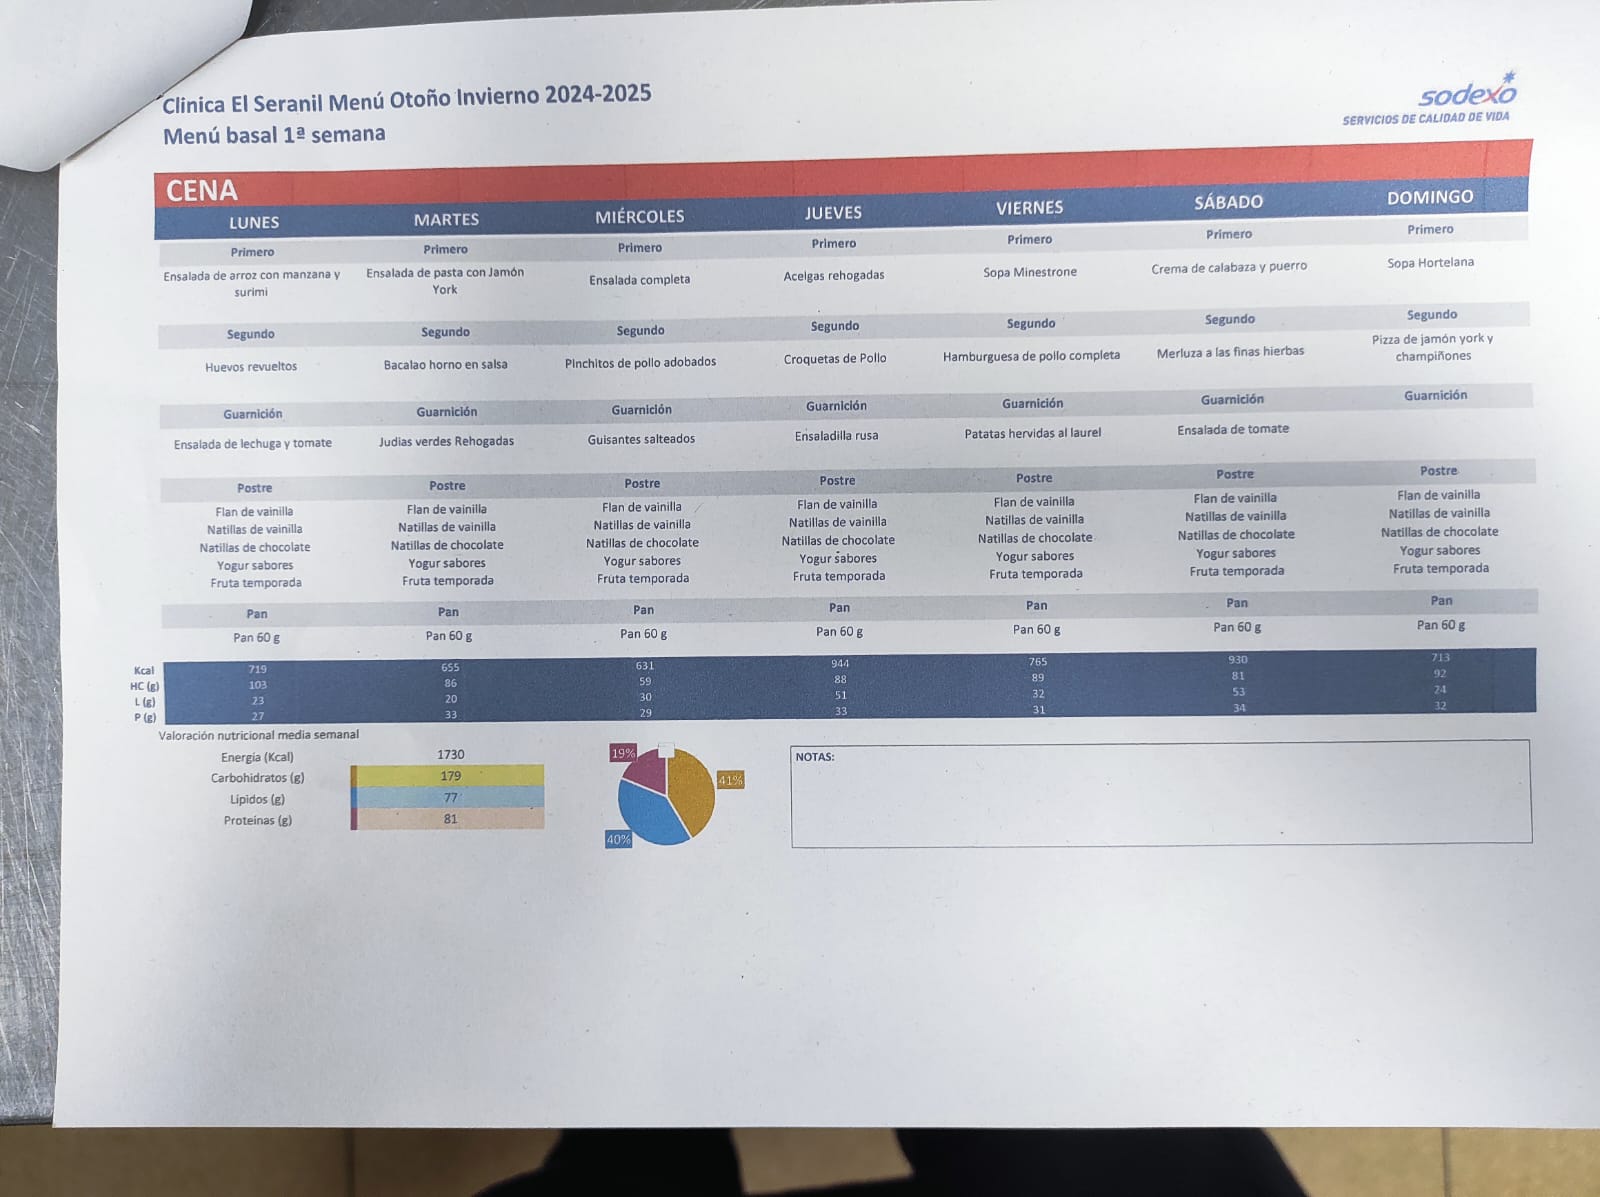 Clinica El Seranil Menú Otoño Invierno 2024-2025
Menú basal 1ª semana
sodexo
SERVICIOS DE CALIDAD DE VIDA
CENA
LUNES MARTES MIÉRCOLES JUEVES VIERNES SÁBADO DOMINGO
Primero Primero Primero Primero Primero Primero Primero
Ensalada de arroz con manzana y surimi Ensalada de pasta con Jamón York Ensalada completa Acelgas rehogadas Sopa Minestrone Crema de calabaza y puerro Sopa Hortelana
Segundo Segundo Segundo Segundo Segundo Segundo Segundo
Huevos revueltos Bacalao horno en salsa Pinchitos de pollo adobados Croquetas de Pollo Hamburguesa de pollo completa Merluza a las finas hierbas Pizza de jamón york y champiñones
Guarnición Guarnición Guarnición Guarnición Guarnición Guarnición Guarnición
Ensalada de lechuga y tomate Judias verdes Rehogadas Guisantes salteados Ensaladilla rusa Patatas hervidas al laurel Ensalada de tomate
Postre Postre Postre Postre Postre Postre Postre
Flan de vainilla Flan de vainilla Flan de vainilla Flan de vainilla Flan de vainilla Flan de vainilla Flan de vainilla
Natillas de vainilla Natillas de vainilla Natillas de vainilla Natillas de vainilla Natillas de vainilla Natillas de vainilla Natillas de vainilla
Natillas de chocolate Natillas de chocolate Natillas de chocolate Natillas de chocolate Natillas de chocolate Natillas de chocolate Natillas de chocolate
Yogur sabores Yogur sabores Yogur sabores Yogur sabores Yogur sabores Yogur sabores Yogur sabores
Fruta temporada Fruta temporada Fruta temporada Fruta temporada Fruta temporada Fruta temporada Fruta temporada
Pan Pan Pan Pan Pan Pan Pan
Pan 60 g Pan 60 g Pan 60 g Pan 60 g Pan 60 g Pan 60 g Pan 60 g
Kcal 719 655 631 944 765 930 713
HC (g) 103 86 59 88 89 81 92
L (g) 23 20 30 51 32 53 24
P (g) 27 33 29 33 31 34 32
Valoración nutricional media semanal
Energía (Kcal) 1730
Carbohidratos (g) 179
Lípidos (g) 77
Proteinas (g) 81
19%
41%
40%
NOTAS: